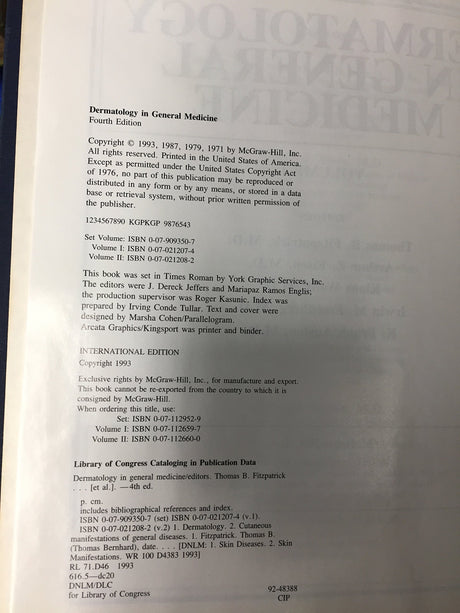 Dermatology in General Medicine
Fourth Edition
Copyright © 1993, 1987, 1979, 1971 by McGraw-Hill, Inc.
All rights reserved. Printed in the United States of America.
Except as permitted under the United States Copyright Act
of 1976, no part of this publication may be reproduced or
distributed in any form or by any means, or stored in a data
base or retrieval system, without prior written permission of
the publisher.
1234567890 KGPKGP 9876543
Set Volume: ISBN 0-07-909350-7
Volume I: ISBN 0-07-021207-4
Volume II: ISBN 0-07-021208-2
This book was set in Times Roman by York Graphic Services, Inc.
The editors were J. Dereck Jeffers and Mariapaz Ramos Englis;
the production supervisor was Roger Kasunic. Index was
prepared by Irving Conde Tullar. Text and cover were
designed by Marsha Cohen/Parallelogram.
Arcata Graphics/Kingsport was printer and binder.
INTERNATIONAL EDITION
Copyright 1993
Exclusive rights by McGraw-Hill, Inc., for manufacture and export.
This book cannot be re-exported from the country to which it is
consigned by McGraw-Hill.
When ordering this title, use:
Set: ISBN 0-07-112952-9
Volume I: ISBN 0-07-112659-7
Volume II: ISBN 0-07-112660-0
Library of Congress Cataloging in Publication Data
Dermatology in general medicine/editors. Thomas B. Fitzpatrick
. . . [et al.]. —4th ed.
p. cm.
includes bibliographical references and index.
ISBN 0-07-909350-7 (set) ISBN 0-07-021207-4 (v.1).
ISBN 0-07-021208-2 (v.2) 1. Dermatology. 2. Cutaneous
manifestations of general diseases. 1. Fitzpatrick. Thomas B.
(Thomas Bernhard), date. . . . [DNLM: 1. Skin Diseases. 2. Skin
Manifestations. WR 100 D4383 1993]
RL 71.D46 1993
616.5—dc20
DNLM/DLC
for Library of Congress
92-48388
CIP